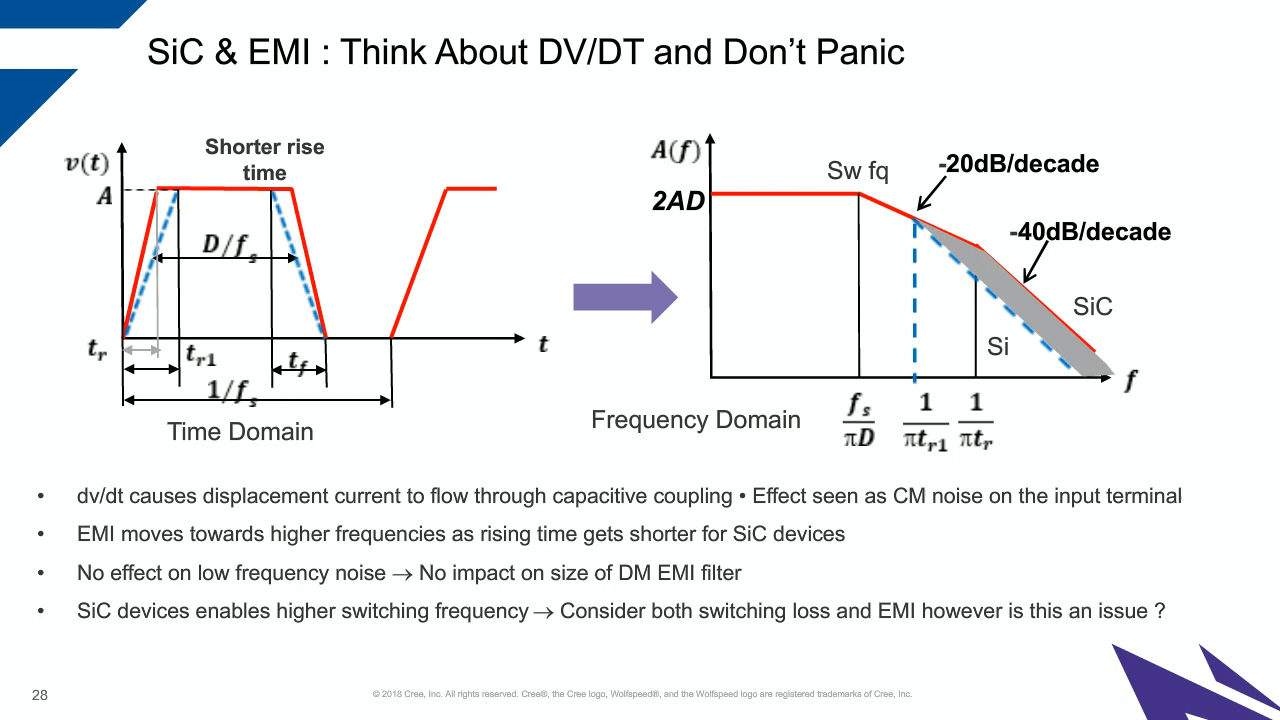 SiC & EMI : Think About DV/DT and Don't Panic
Shorter rise
time
v(t)
A
D/fs
tr
tr1
tf
1/fs
t
Time Domain
A(f)
2AD
Sw fq
-20dB/decade
-40dB/decade
SiC
Si
f
Frequency Domain
fs/πD
1/πtr1
1/πtr
• dv/dt causes displacement current to flow through capacitive coupling • Effect seen as CM noise on the input terminal
• EMI moves towards higher frequencies as rising time gets shorter for SiC devices
• No effect on low frequency noise → No impact on size of DM EMI filter
• SiC devices enables higher switching frequency → Consider both switching loss and EMI however is this an issue ?
28
© 2018 Cree, Inc. All rights reserved. Cree®, the Cree logo, Wolfspeed®, and the Wolfspeed logo are registered trademarks of Cree, Inc.